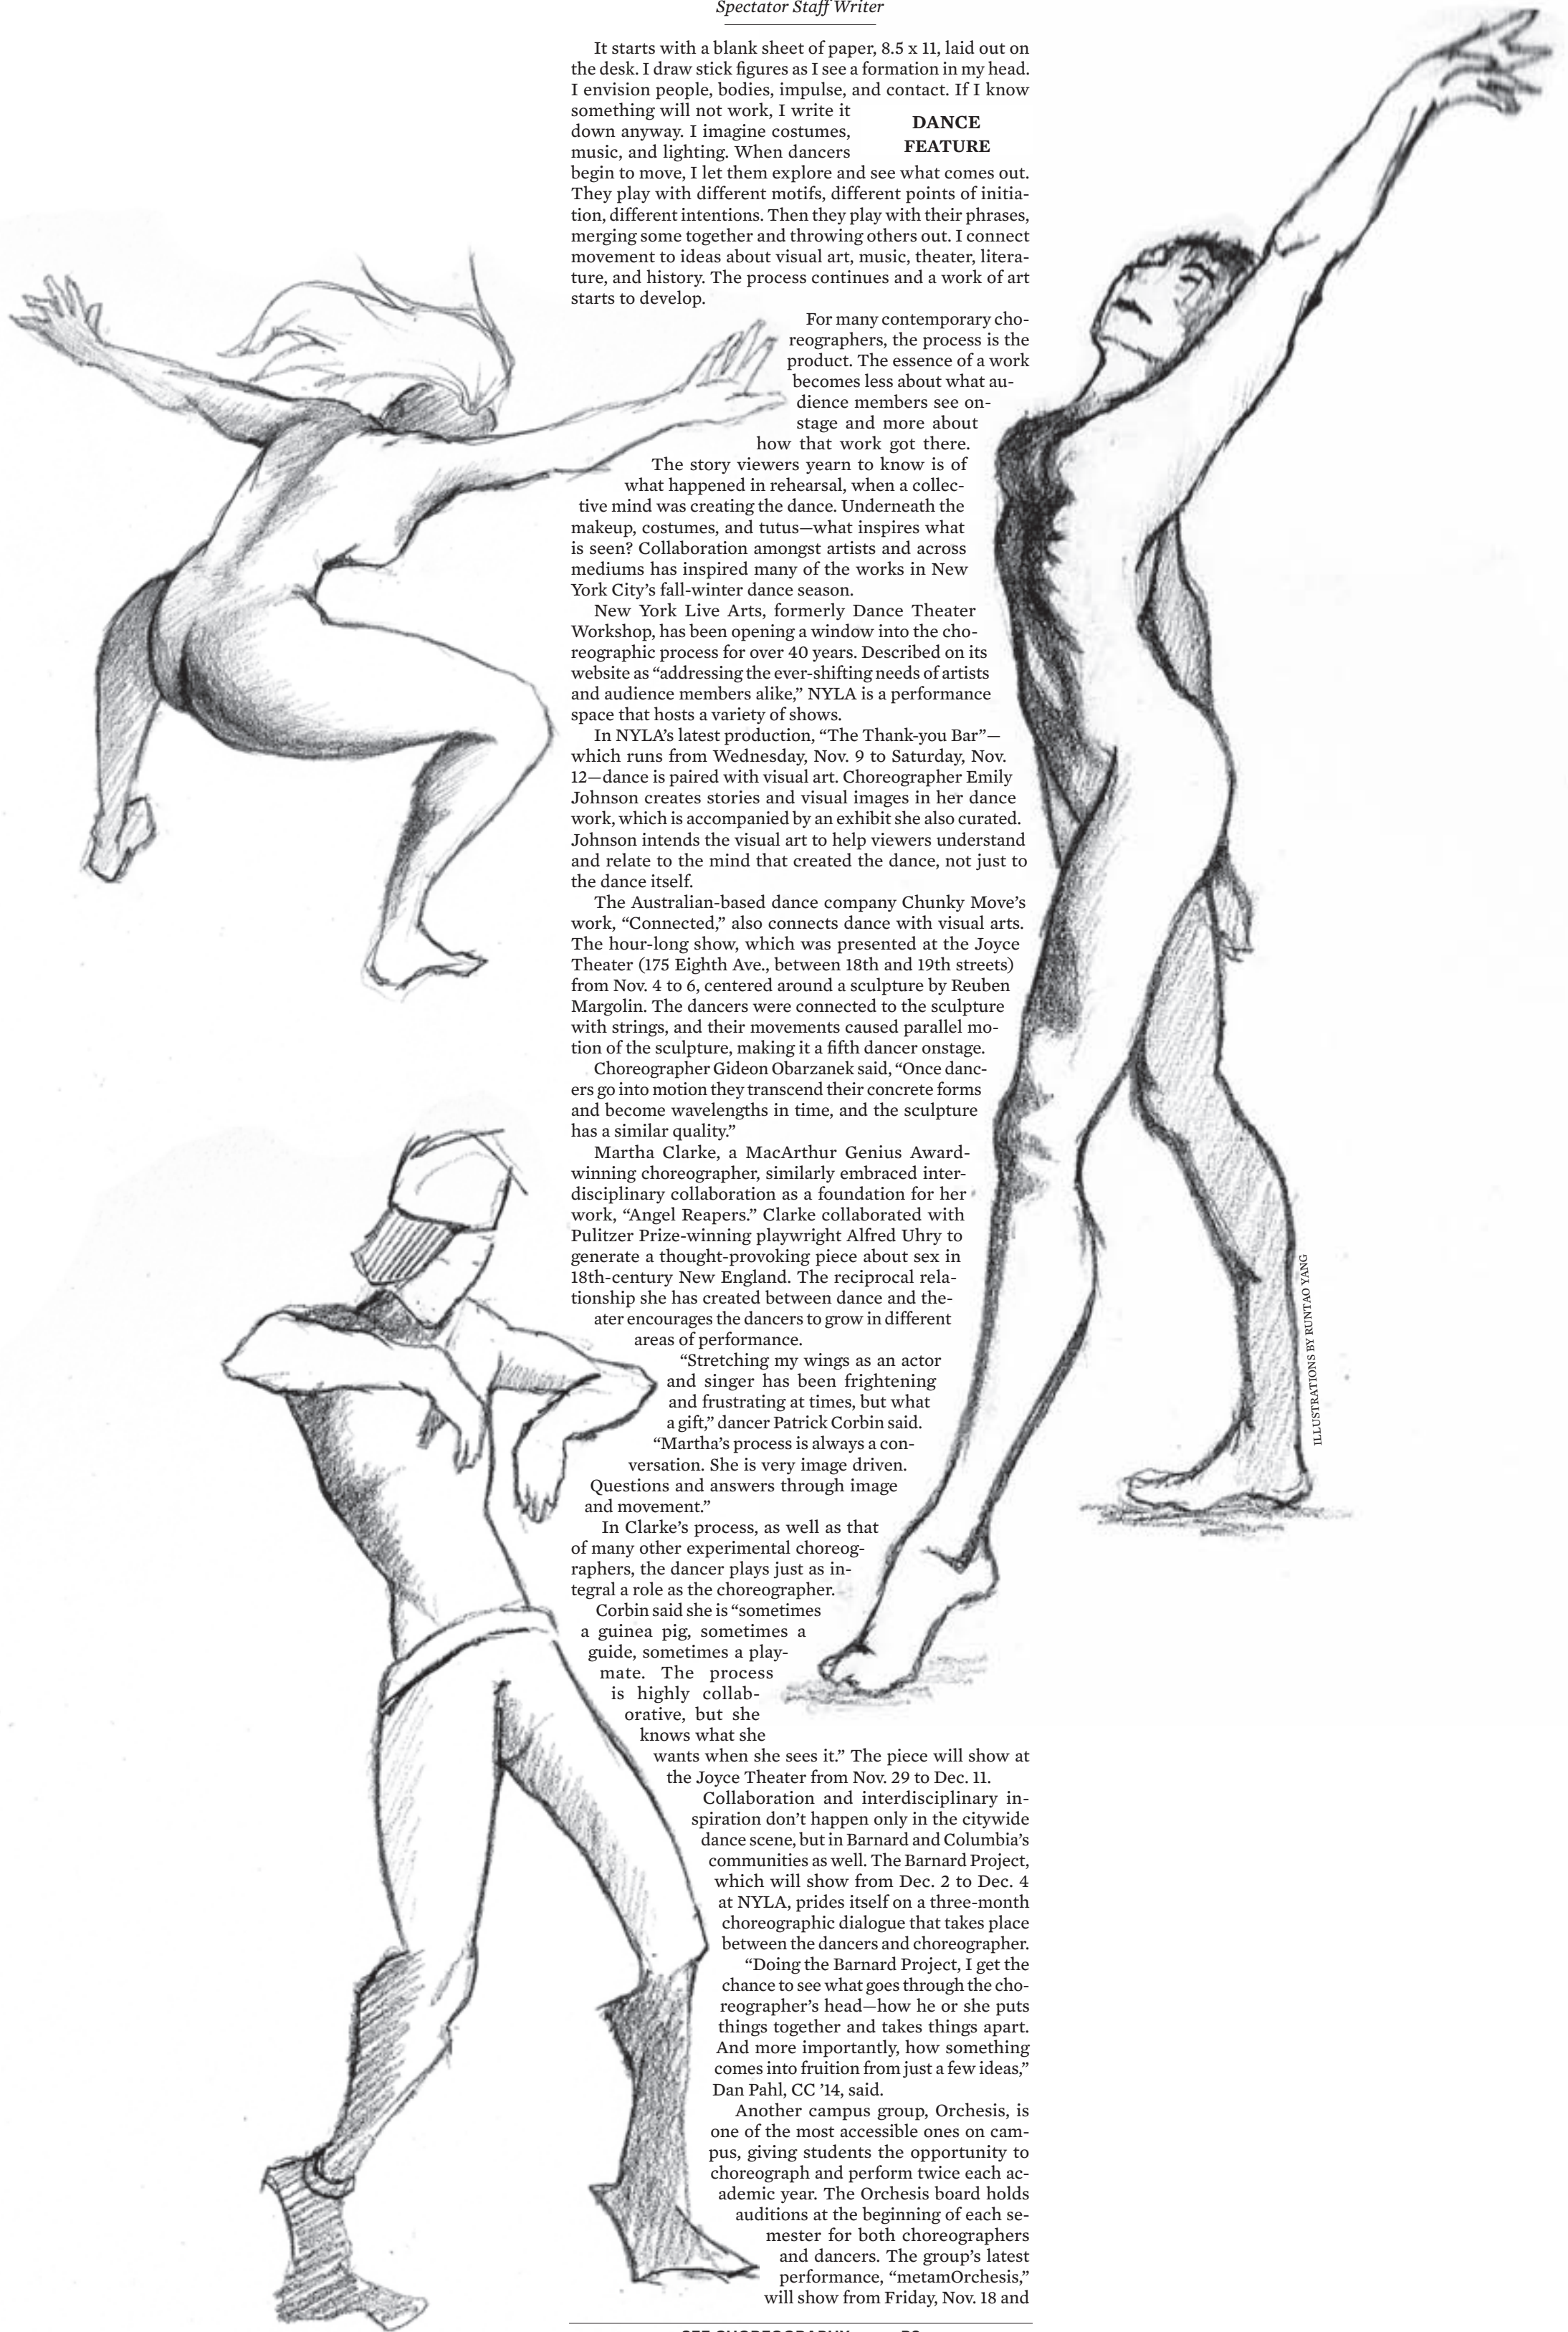 Spectator Staff Writer
It starts with a blank sheet of paper, 8.5 x 11, laid out on
the desk. I draw stick figures as I see a formation in my head.
I envision people, bodies, impulse, and contact. If I know
something will not work, I write it
down anyway. I imagine costumes,
music, and lighting. When dancers
DANCE
FEATURE
begin to move, I let them explore and see what comes out.
They play with different motifs, different points of initia-
tion, different intentions. Then they play with their phrases,
merging some together and throwing others out. I connect
movement to ideas about visual art, music, theater, litera-
ture, and history. The process continues and a work of art
starts to develop.
For many contemporary cho-
reographers, the process is the
product. The essence of a work
becomes less about what au-
dience members see on-
stage and more about
how that work got there.
The story viewers yearn to know is of
what happened in rehearsal, when a collec-
tive mind was creating the dance. Underneath the
makeup, costumes, and tutus—what inspires what
is seen? Collaboration amongst artists and across
mediums has inspired many of the works in New
York City's fall-winter dance season.
New York Live Arts, formerly Dance Theater
Workshop, has been opening a window into the cho-
reographic process for over 40 years. Described on its
website as “addressing the ever-shifting needs of artists
and audience members alike,” NYLA is a performance
space that hosts a variety of shows.
In NYLA’s latest production, “The Thank-you Bar”—
which runs from Wednesday, Nov. 9 to Saturday, Nov.
12—dance is paired with visual art. Choreographer Emily
Johnson creates stories and visual images in her dance
work, which is accompanied by an exhibit she also curated.
Johnson intends the visual art to help viewers understand
and relate to the mind that created the dance, not just to
the dance itself.
The Australian-based dance company Chunky Move’s
work, “Connected,” also connects dance with visual arts.
The hour-long show, which was presented at the Joyce
Theater (175 Eighth Ave., between 18th and 19th streets)
from Nov. 4 to 6, centered around a sculpture by Reuben
Margolin. The dancers were connected to the sculpture
with strings, and their movements caused parallel mo-
tion of the sculpture, making it a fifth dancer onstage.
Choreographer Gideon Obarzanek said, “Once danc-
ers go into motion they transcend their concrete forms
and become wavelengths in time, and the sculpture
has a similar quality.”
Martha Clarke, a MacArthur Genius Award-
winning choreographer, similarly embraced inter-
disciplinary collaboration as a foundation for her
work, “Angel Reapers.” Clarke collaborated with
Pulitzer Prize-winning playwright Alfred Uhry to
generate a thought-provoking piece about sex in
18th-century New England. The reciprocal rela-
tionship she has created between dance and the-
ater encourages the dancers to grow in different
areas of performance.
“Stretching my wings as an actor
and singer has been frightening
and frustrating at times, but what
a gift,” dancer Patrick Corbin said.
“Martha’s process is always a con-
versation. She is very image driven.
Questions and answers through image
and movement.”
In Clarke’s process, as well as that
of many other experimental choreog-
raphers, the dancer plays just as in-
tegral a role as the choreographer.
Corbin said she is “sometimes
a guinea pig, sometimes a
guide, sometimes a play-
mate. The process
is highly collab-
orative, but she
knows what she
wants when she sees it.” The piece will show at
the Joyce Theater from Nov. 29 to Dec. 11.
Collaboration and interdisciplinary in-
spiration don’t happen only in the citywide
dance scene, but in Barnard and Columbia’s
communities as well. The Barnard Project,
which will show from Dec. 2 to Dec. 4
at NYLA, prides itself on a three-month
choreographic dialogue that takes place
between the dancers and choreographer.
“Doing the Barnard Project, I get the
chance to see what goes through the cho-
reographer’s head—how he or she puts
things together and takes things apart.
And more importantly, how something
comes into fruition from just a few ideas,”
Dan Pahl, CC ’14, said.
Another campus group, Orchesis, is
one of the most accessible ones on cam-
pus, giving students the opportunity to
choreograph and perform twice each ac-
ademic year. The Orchesis board holds
auditions at the beginning of each se-
mester for both choreographers
and dancers. The group’s latest
performance, “metamOrchesis,”
will show from Friday, Nov. 18 and
ILLUSTRATIONS BY RUNTAO YANG